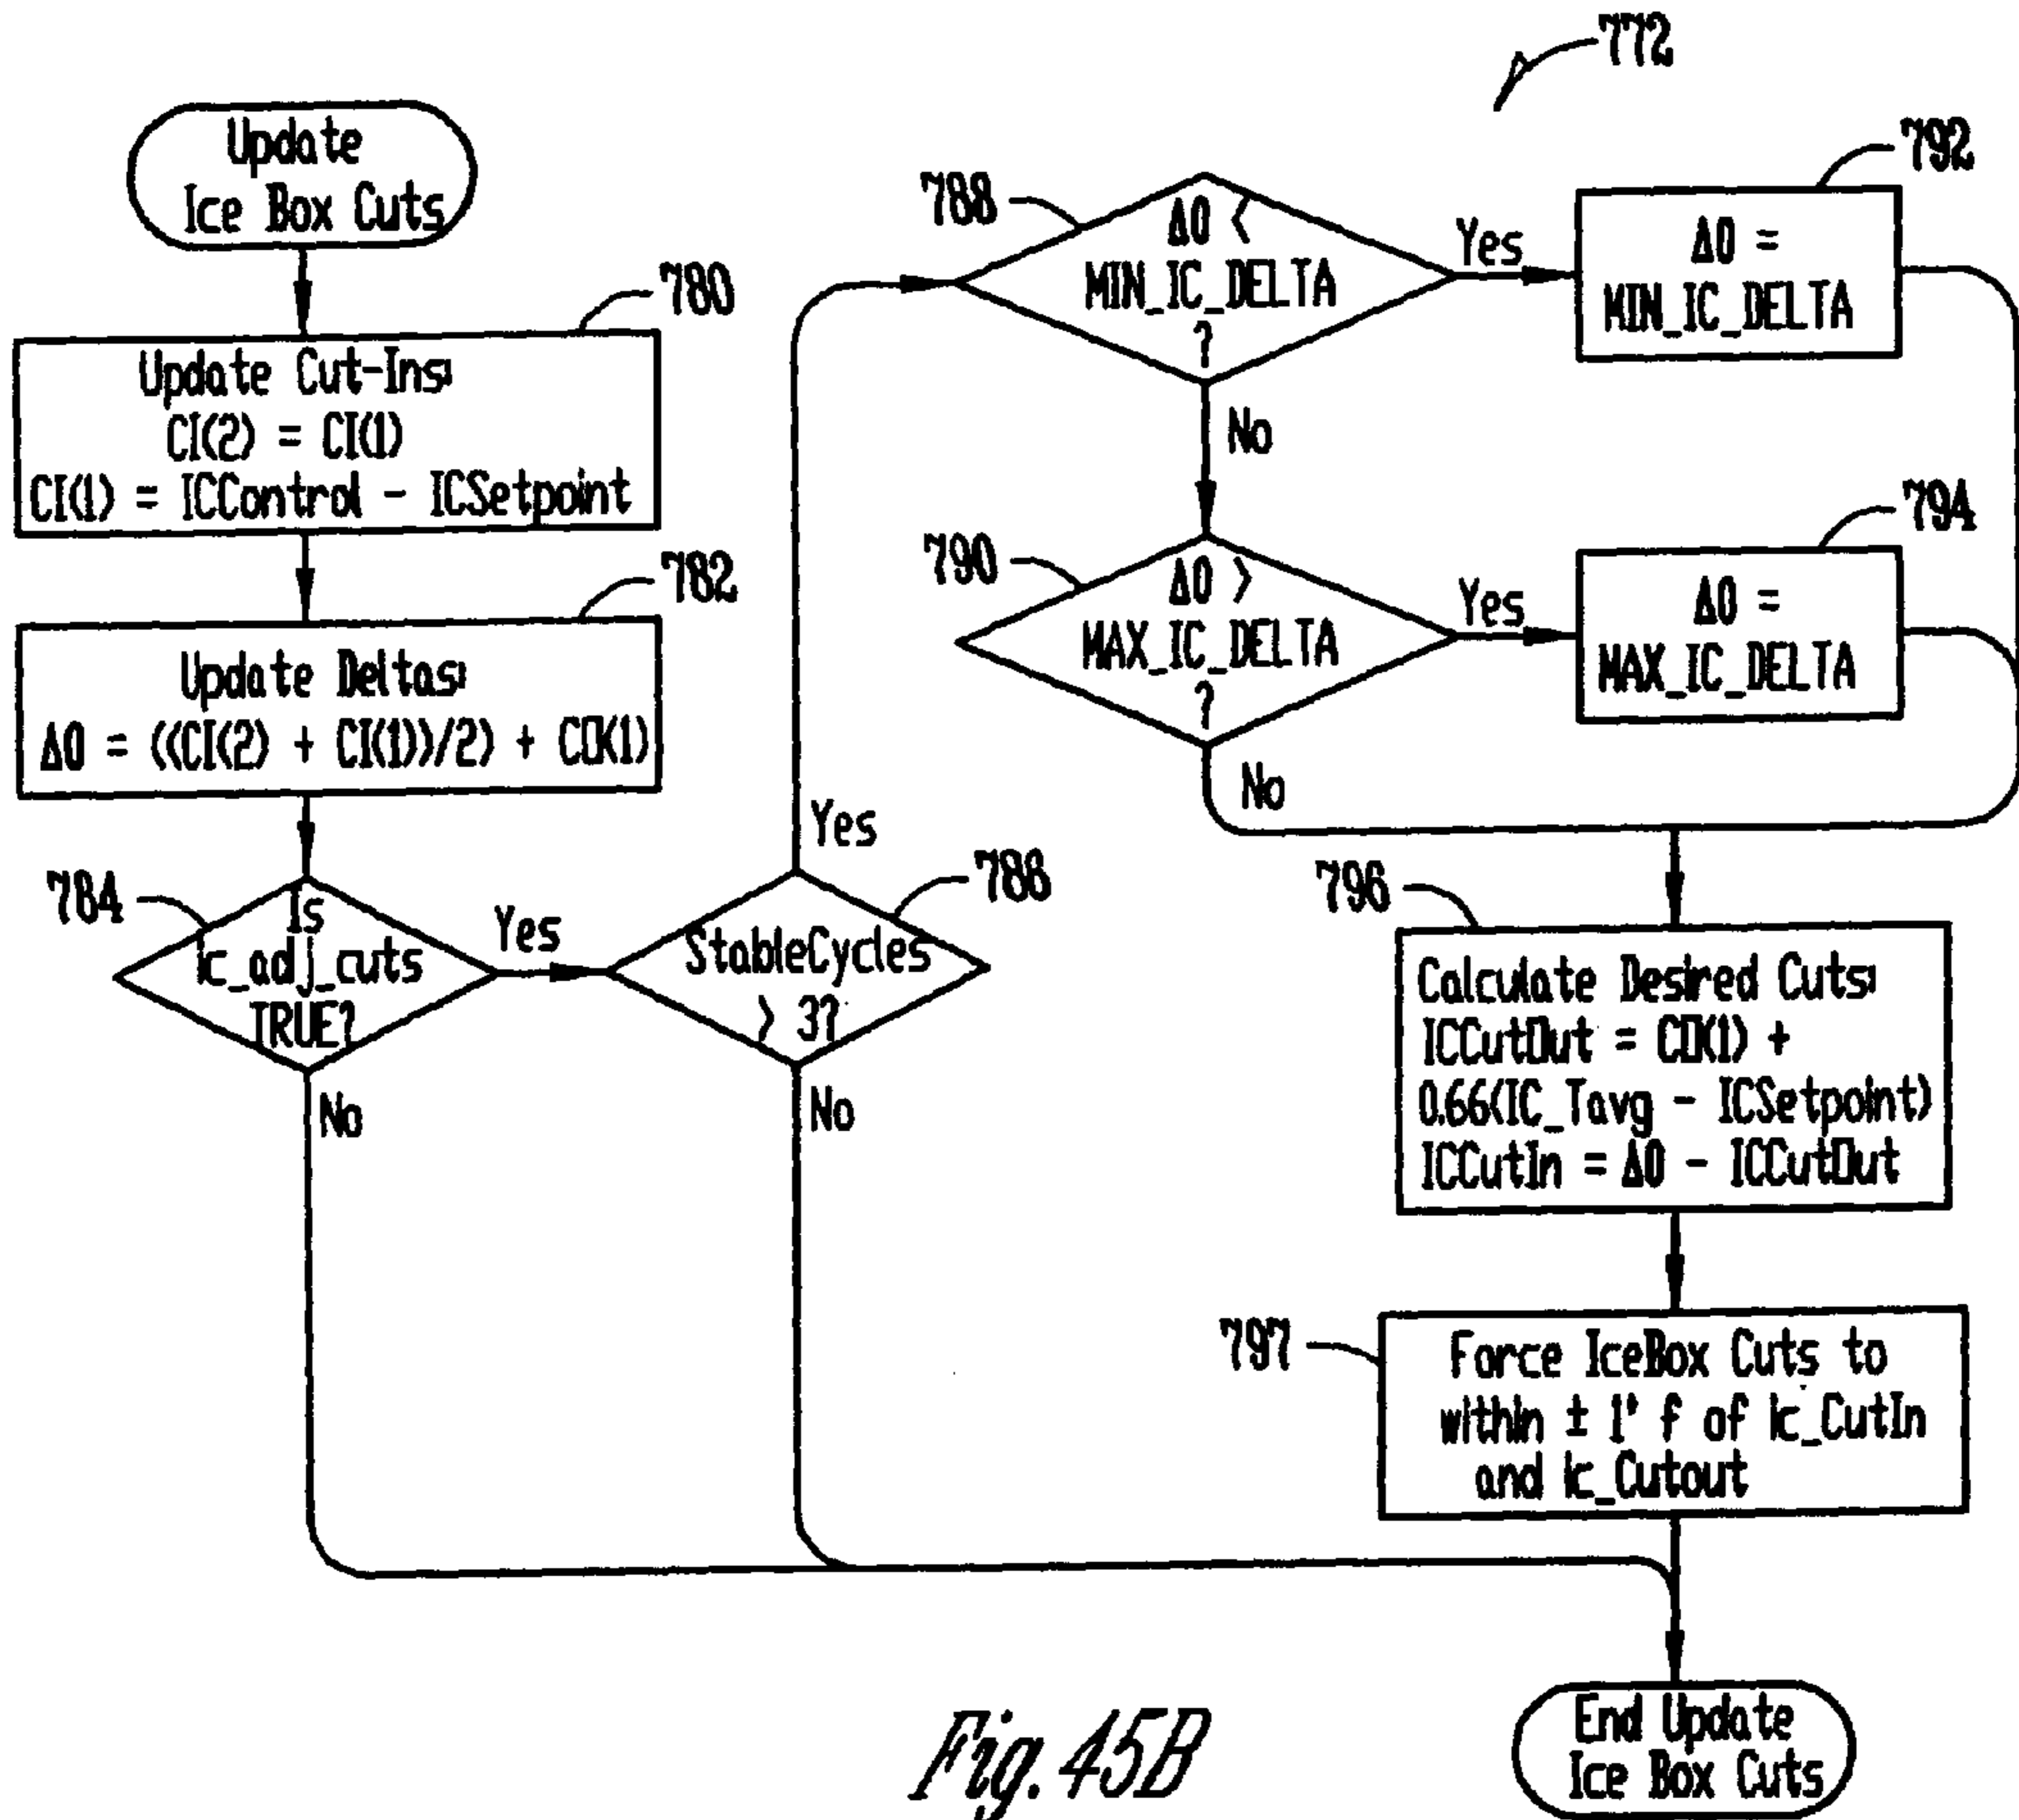 772
Update
Ice Box Cuts
780
Update Cut-Ins:
CI(2) = CI(1)
CI(1) = ICControl - ICSetpoint
782
Update Deltas:
Δ0 = ((CI(2) + CI(1))/2) + CO(1)
784
Is
ic_adj_cuts
TRUE?
Yes
No
786
StableCycles
> 3?
Yes
No
788
Δ0 <
MIN_IC_DELTA
?
Yes
No
792
Δ0 =
MIN_IC_DELTA
790
Δ0 >
MAX_IC_DELTA
?
Yes
No
794
Δ0 =
MAX_IC_DELTA
796
Calculate Desired Cuts:
ICCutOut = CO(1) +
0.66(IC_Tavg - ICSetpoint)
ICCutIn = Δ0 - ICCutOut
797
Force IceBox Cuts to
within ± 1° f of ic_CutIn
and ic_Cutout
End Update
Ice Box Cuts
Fig. 45B